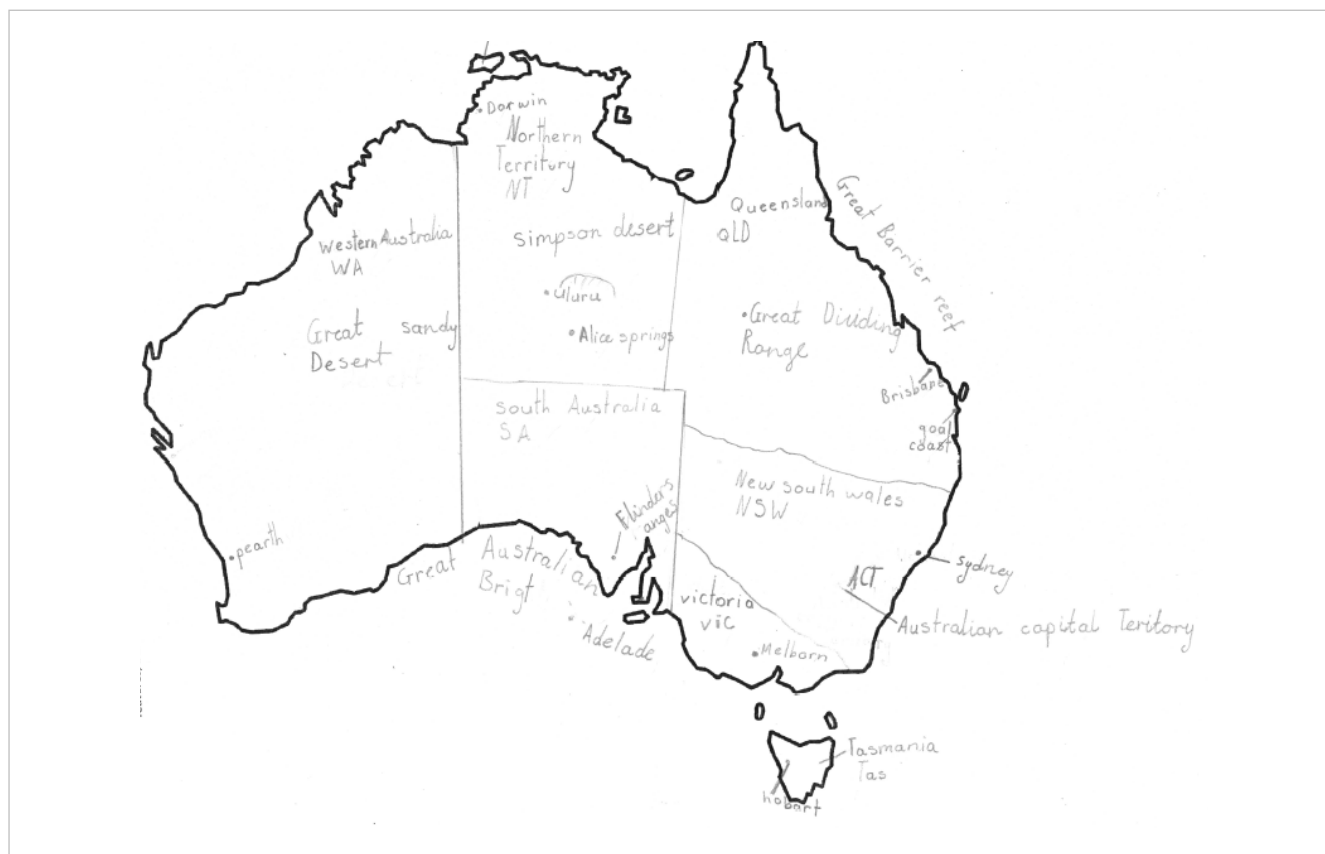 Darwin
Northern
Territury
NT
Queensland
QLD
Great Barrier reef
Western Australia
WA
Simpson desert
uluru
Alice springs
Great sandy
Desert
Great Dividing
Range
Brisbane
goal
coast
South Australia
SA
New south wales
NSW
Flinders
anges
pearth
Great Australian
Brigt
Adelade
ACT
sydney
Australian capital Teritory
victoria
vic
Melborn
Tasmania
Tas
hobart